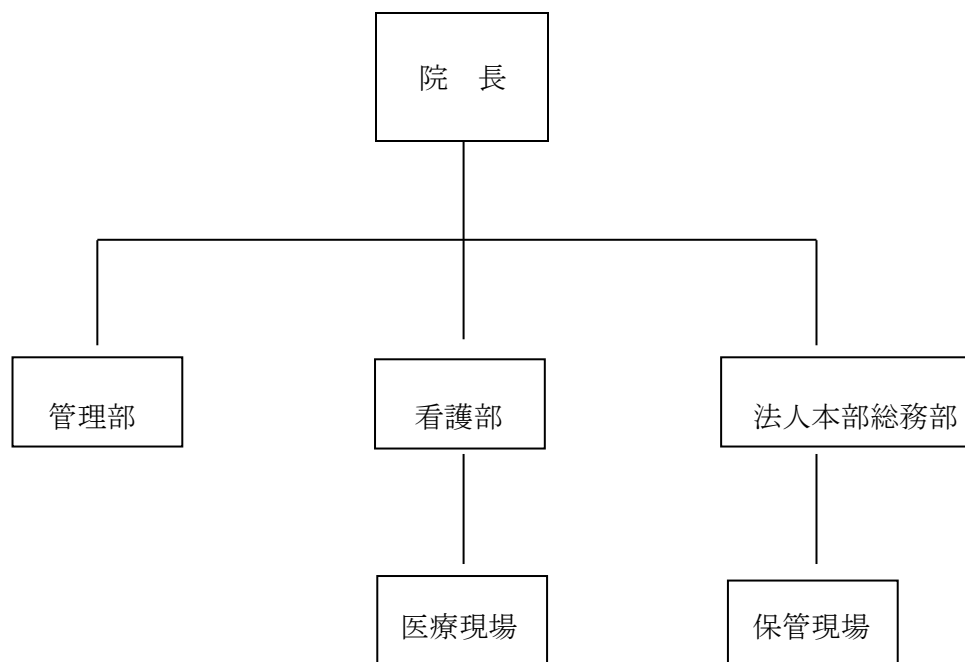 院　長
管理部
看護部
法人本部総務部
医療現場
保管現場